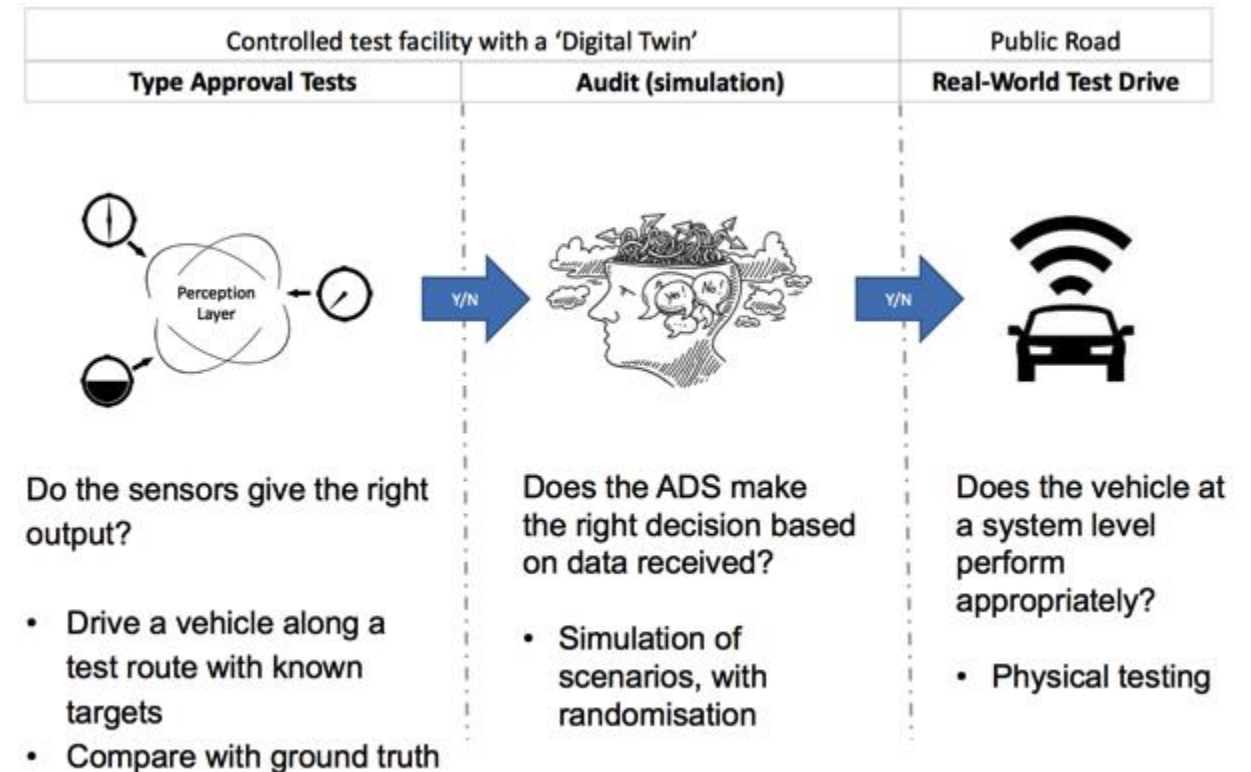 Controlled test facility with a 'Digital Twin'
Public Road
Type Approval Tests
Audit (simulation)
Real-World Test Drive
Perception
Layer
Y/N
Yes!
No!
Y/N
Do the sensors give the right
output?
• Drive a vehicle along a
test route with known
targets
• Compare with ground truth
Does the ADS make
the right decision based
on data received?
• Simulation of
scenarios, with
randomisation
Does the vehicle at
a system level
perform
appropriately?
• Physical testing